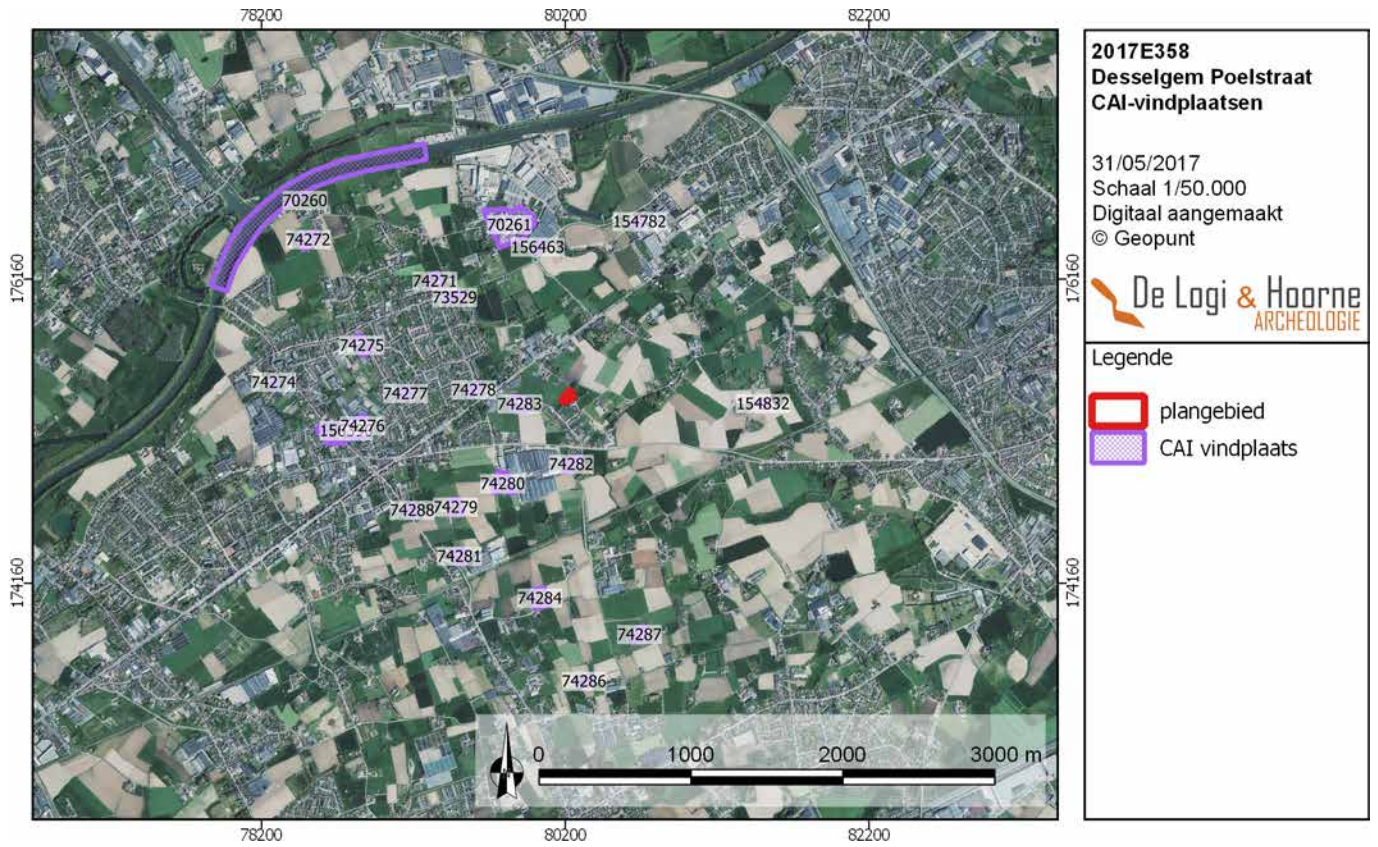 78200 80200 82200
2017E358
Desselgem Poelstraat
CAI-vindplaatsen
31/05/2017
Schaal 1/50.000
Digitaal aangemaakt
© Geopunt
De Logi & Hoorne
ARCHEOLOGIE
Legende
plangebied
CAI vindplaats
176160
176160
174160
174160
70260
70261
154782
74272
156463
74271
73529
74275
74274
74277
74278
74283
154832
74276
74282
74280
74288
74279
74281
74284
74287
74286
0 1000 2000 3000 m
78200 80200 82200